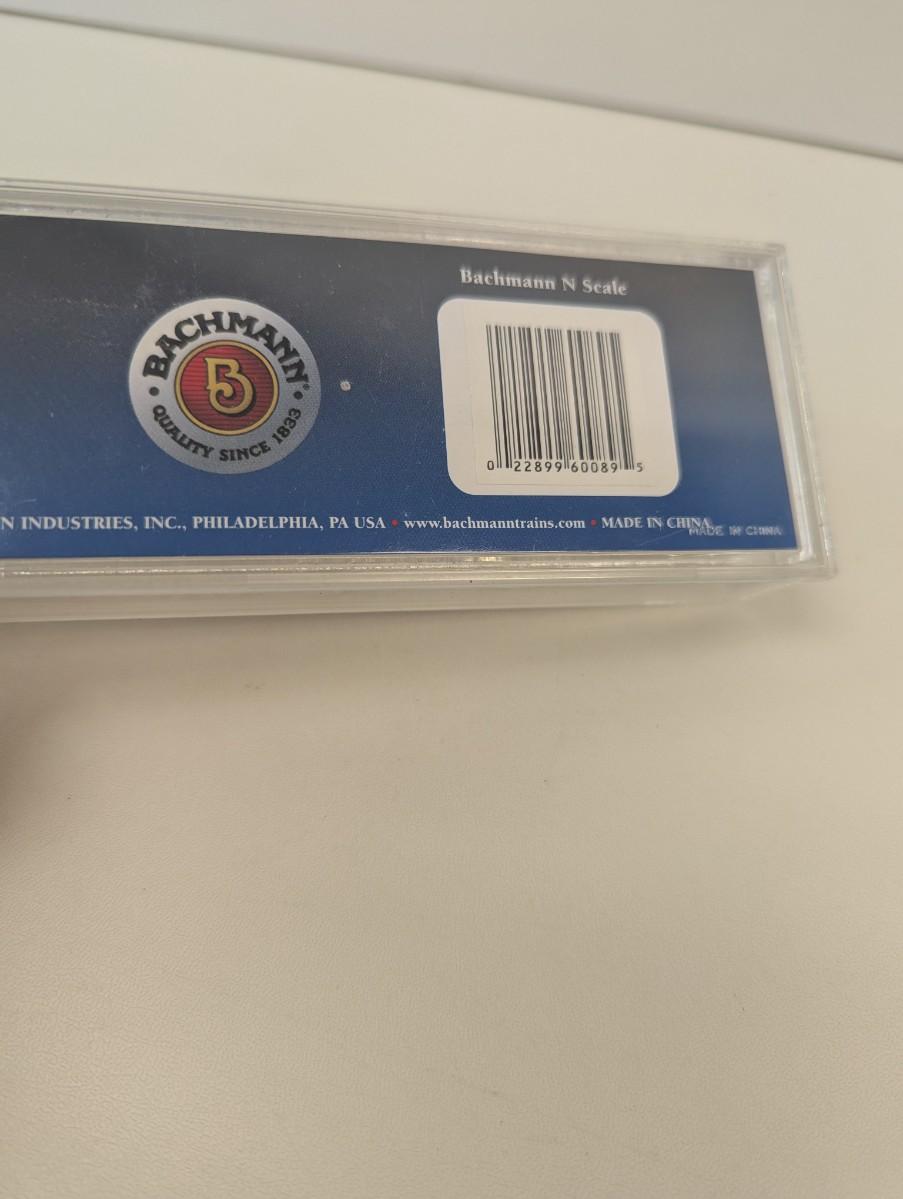 Bachmann N Scale
BACHMANN®
B
QUALITY SINCE 1833
0 22899 60089 5
N INDUSTRIES, INC., PHILADELPHIA, PA USA • www.bachmanntrains.com • MADE IN CHINA
MADE IN CHINA